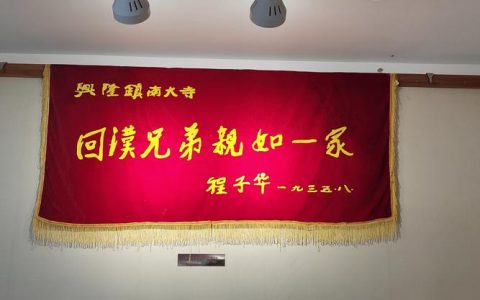 興隆鎮南大寺
回漢兄弟親如一家
程子华 一九三五.八.